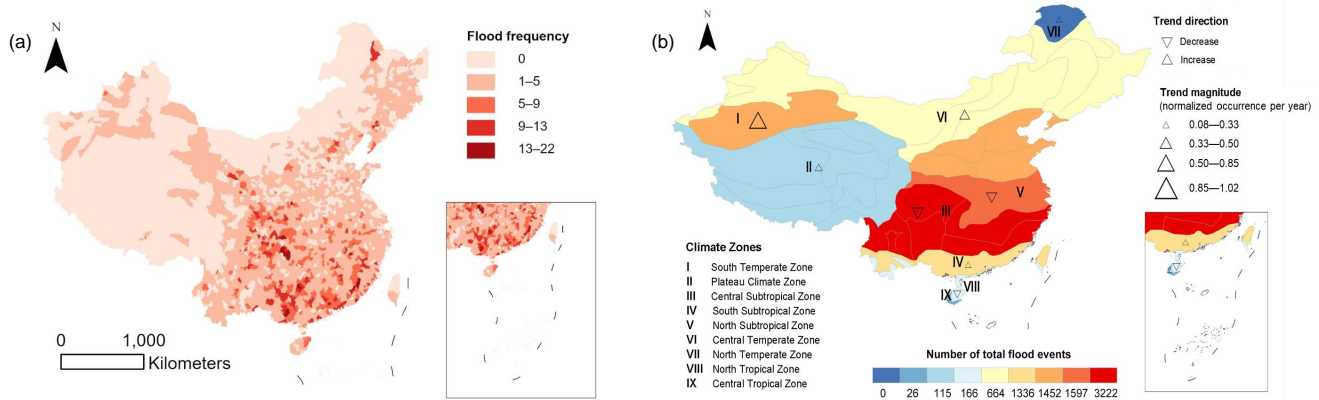 (a)
N
Flood frequency
0
1–5
5–9
9–13
13–22
0 1,000
Kilometers
(b)
N
VII
I
VI
II
V
III
IV
VIII
IX
Trend direction
Decrease
Increase
Trend magnitude
(normalized occurrence per year)
0.08—0.33
0.33—0.50
0.50—0.85
0.85—1.02
Climate Zones
I South Temperate Zone
II Plateau Climate Zone
III Central Subtropical Zone
IV South Subtropical Zone
V North Subtropical Zone
VI Central Temperate Zone
VII North Temperate Zone
VIII North Tropical Zone
IX Central Tropical Zone
Number of total flood events
0 26 115 166 664 1336 1452 1597 3222